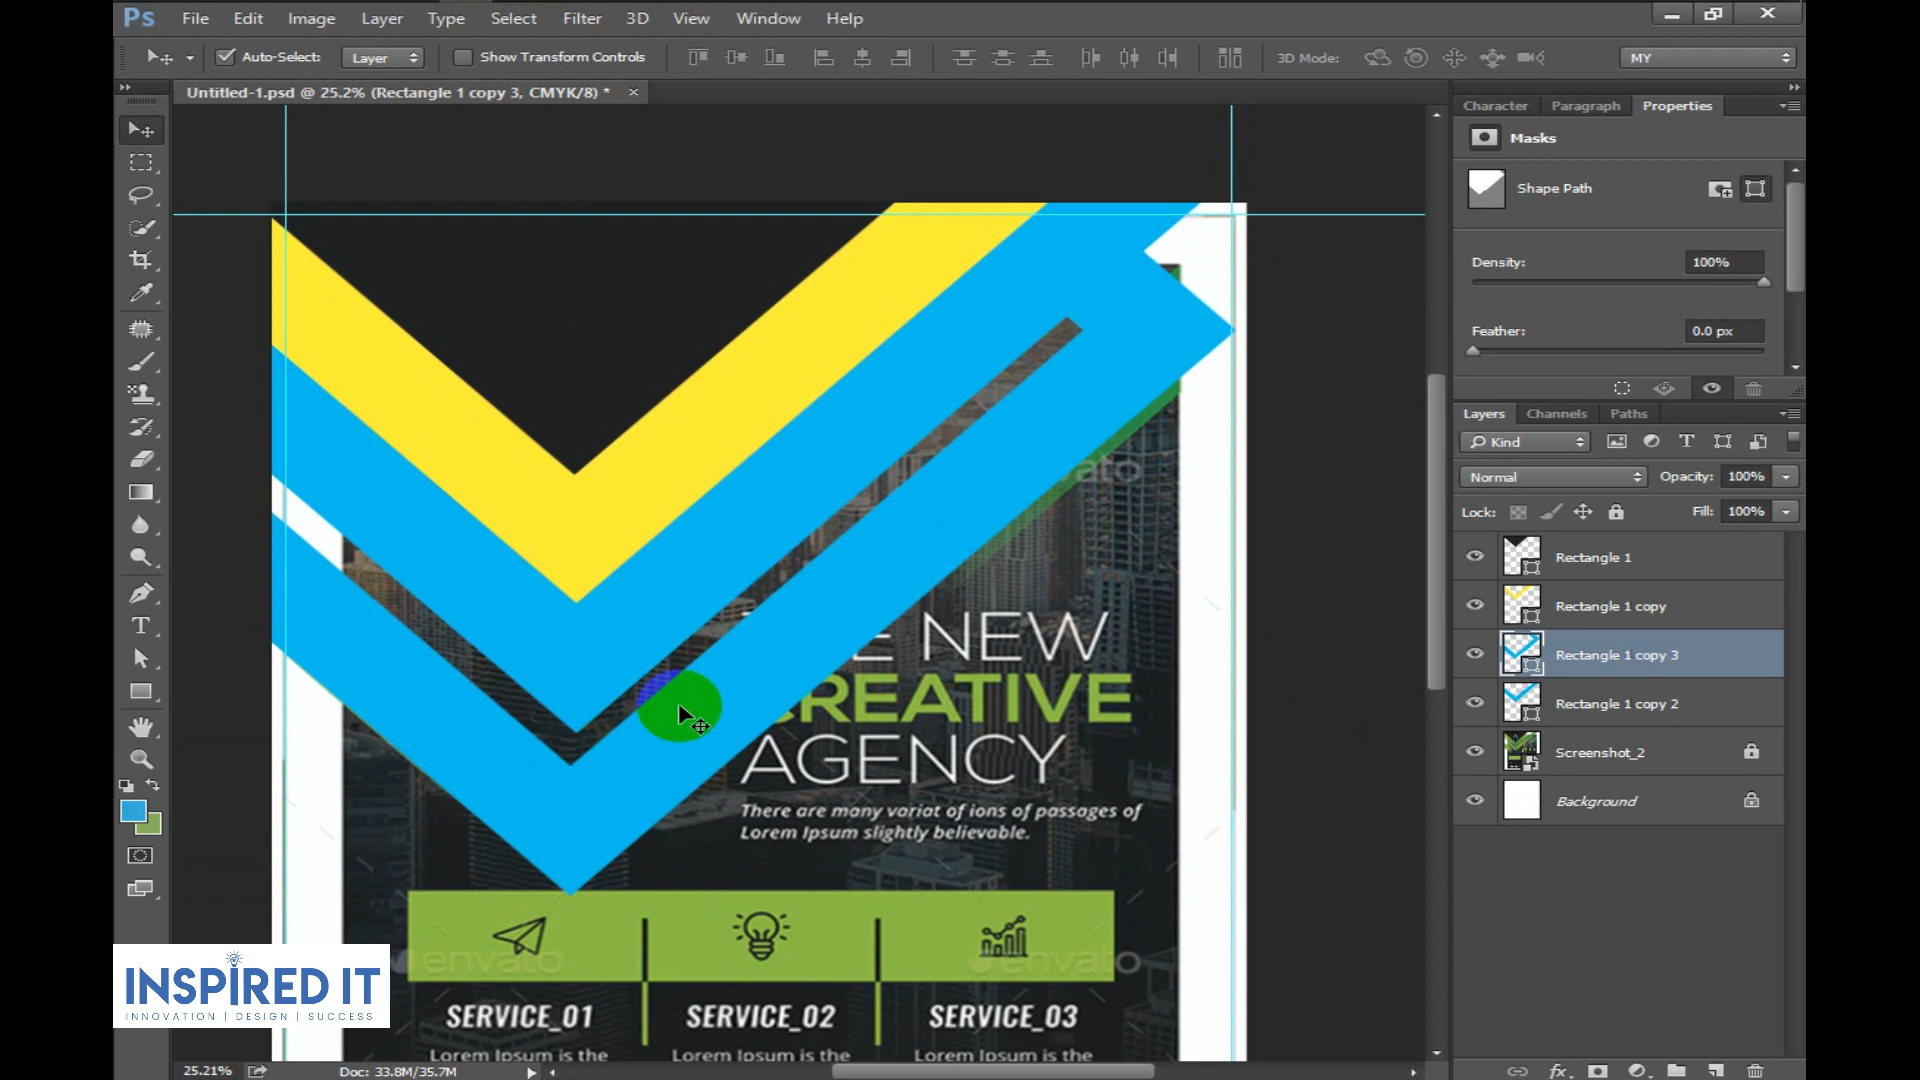 Ps File Edit Image Layer Type Select Filter 3D View Window Help
Auto-Select: Layer Show Transform Controls 3D Mode: MY
Untitled-1.psd @ 25.2% (Rectangle 1 copy 3, CMYK/8) * ×
Character Paragraph Properties
Masks
Shape Path
Density: 100%
Feather: 0.0 px
Layers Channels Paths
Kind
Normal Opacity: 100%
Lock: Fill: 100%
Rectangle 1
Rectangle 1 copy
Rectangle 1 copy 3
Rectangle 1 copy 2
Screenshot_2
Background
NEW
CREATIVE
AGENCY
There are many variat of ions of passages of
Lorem Ipsum slightly believable.
envato
SERVICE_01 SERVICE_02 SERVICE_03
Lorem Ipsum is the Lorem Ipsum is the Lorem Ipsum is the
INSPIRED IT
INNOVATION | DESIGN | SUCCESS
25.21% Doc: 33.8M/35.7M